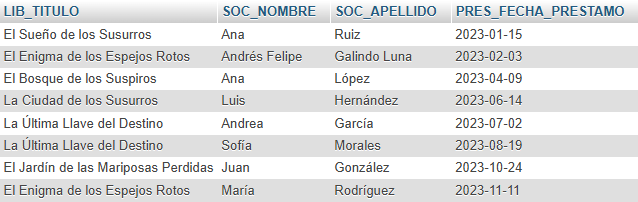 LIB_TITULO SOC_NOMBRE SOC_APELLIDO PRES_FECHA_PRESTAMO
El Sueño de los Susurros Ana Ruiz 2023-01-15
El Enigma de los Espejos Rotos Andrés Felipe Galindo Luna 2023-02-03
El Bosque de los Suspiros Ana López 2023-04-09
La Ciudad de los Susurros Luis Hernández 2023-06-14
La Última Llave del Destino Andrea García 2023-07-02
La Última Llave del Destino Sofía Morales 2023-08-19
El Jardín de las Mariposas Perdidas Juan González 2023-10-24
El Enigma de los Espejos Rotos María Rodríguez 2023-11-11